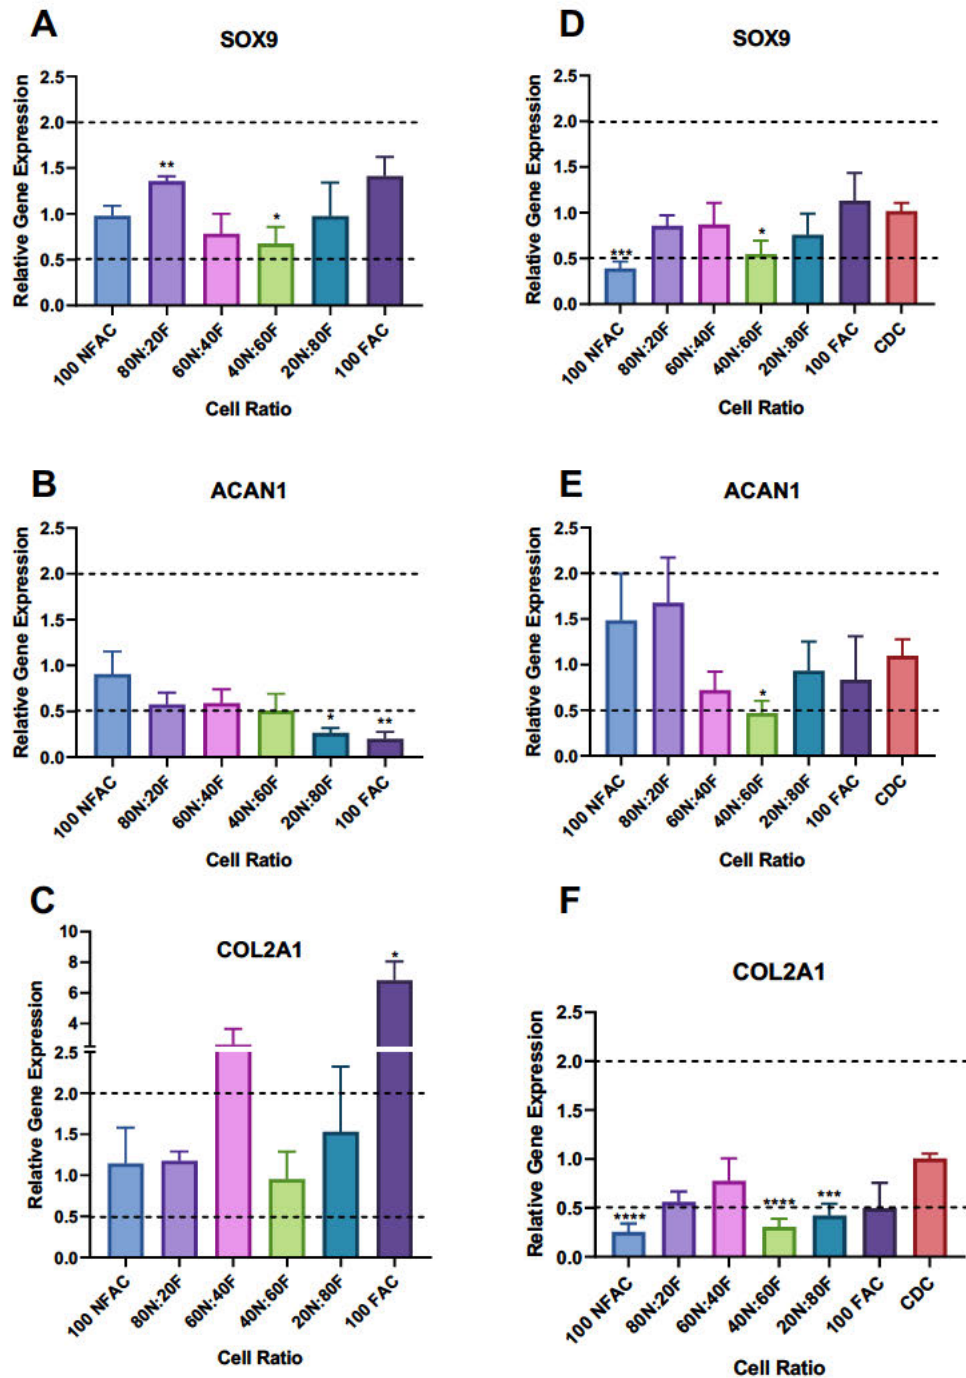 A
SOX9
Relative Gene Expression
2.5
2.0
1.5
1.0
0.5
0.0
**
*
100 NFAC
80N:20F
60N:40F
40N:60F
20N:80F
100 FAC
Cell Ratio
D
SOX9
Relative Gene Expression
2.5
2.0
1.5
1.0
0.5
0.0
***
*
100 NFAC
80N:20F
60N:40F
40N:60F
20N:80F
100 FAC
CDC
Cell Ratio
B
ACAN1
Relative Gene Expression
2.5
2.0
1.5
1.0
0.5
0.0
*
**
100 NFAC
80N:20F
60N:40F
40N:60F
20N:80F
100 FAC
Cell Ratio
E
ACAN1
Relative Gene Expression
2.5
2.0
1.5
1.0
0.5
0.0
*
100 NFAC
80N:20F
60N:40F
40N:60F
20N:80F
100 FAC
CDC
Cell Ratio
C
COL2A1
Relative Gene Expression
10
8
6
4
2.5
2.0
1.5
1.0
0.5
0.0
*
100 NFAC
80N:20F
60N:40F
40N:60F
20N:80F
100 FAC
Cell Ratio
F
COL2A1
Relative Gene Expression
2.5
2.0
1.5
1.0
0.5
0.0
****
****
***
100 NFAC
80N:20F
60N:40F
40N:60F
20N:80F
100 FAC
CDC
Cell Ratio